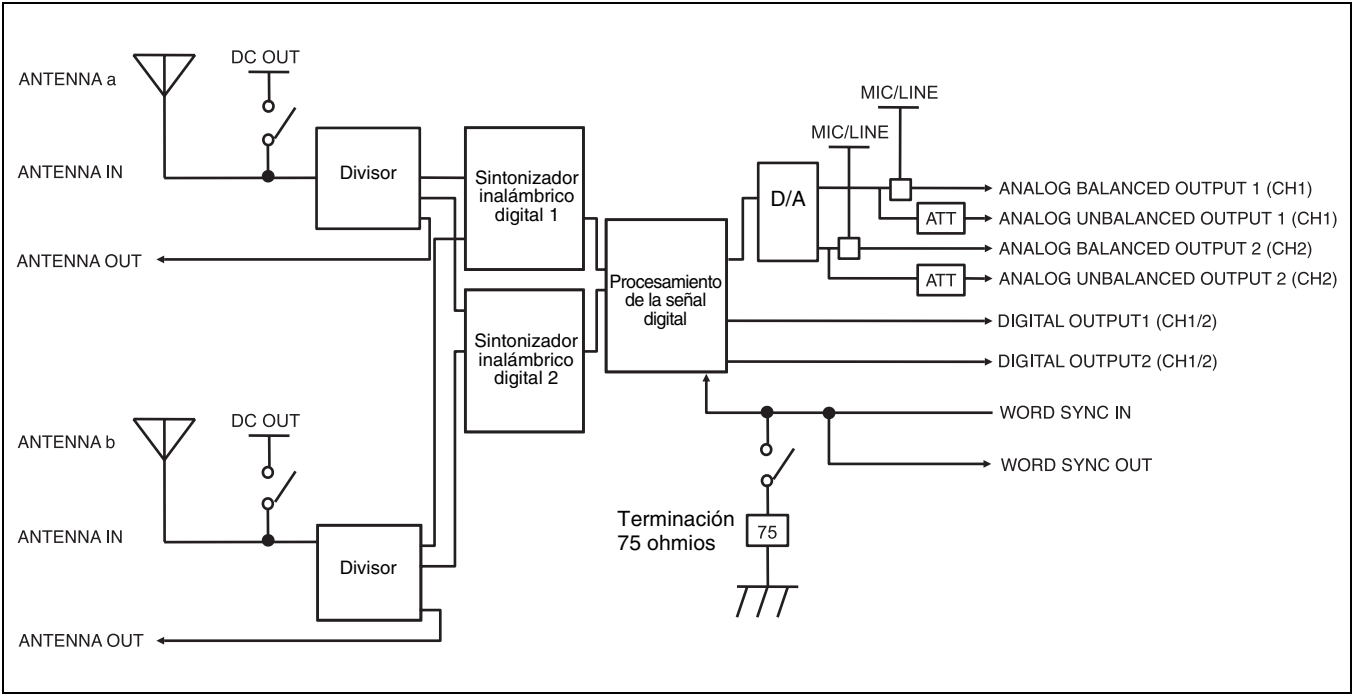 ANTENNA a
DC OUT
ANTENNA IN
Divisor
ANTENNA OUT
Sintonizador
inalámbrico
digital 1
Sintonizador
inalámbrico
digital 2
Procesamiento
de la señal
digital
D/A
MIC/LINE
MIC/LINE
ATT
ATT
ANALOG BALANCED OUTPUT 1 (CH1)
ANALOG UNBALANCED OUTPUT 1 (CH1)
ANALOG BALANCED OUTPUT 2 (CH2)
ANALOG UNBALANCED OUTPUT 2 (CH2)
DIGITAL OUTPUT1 (CH1/2)
DIGITAL OUTPUT2 (CH1/2)
WORD SYNC IN
WORD SYNC OUT
Terminación
75 ohmios
75
ANTENNA b
DC OUT
ANTENNA IN
Divisor
ANTENNA OUT